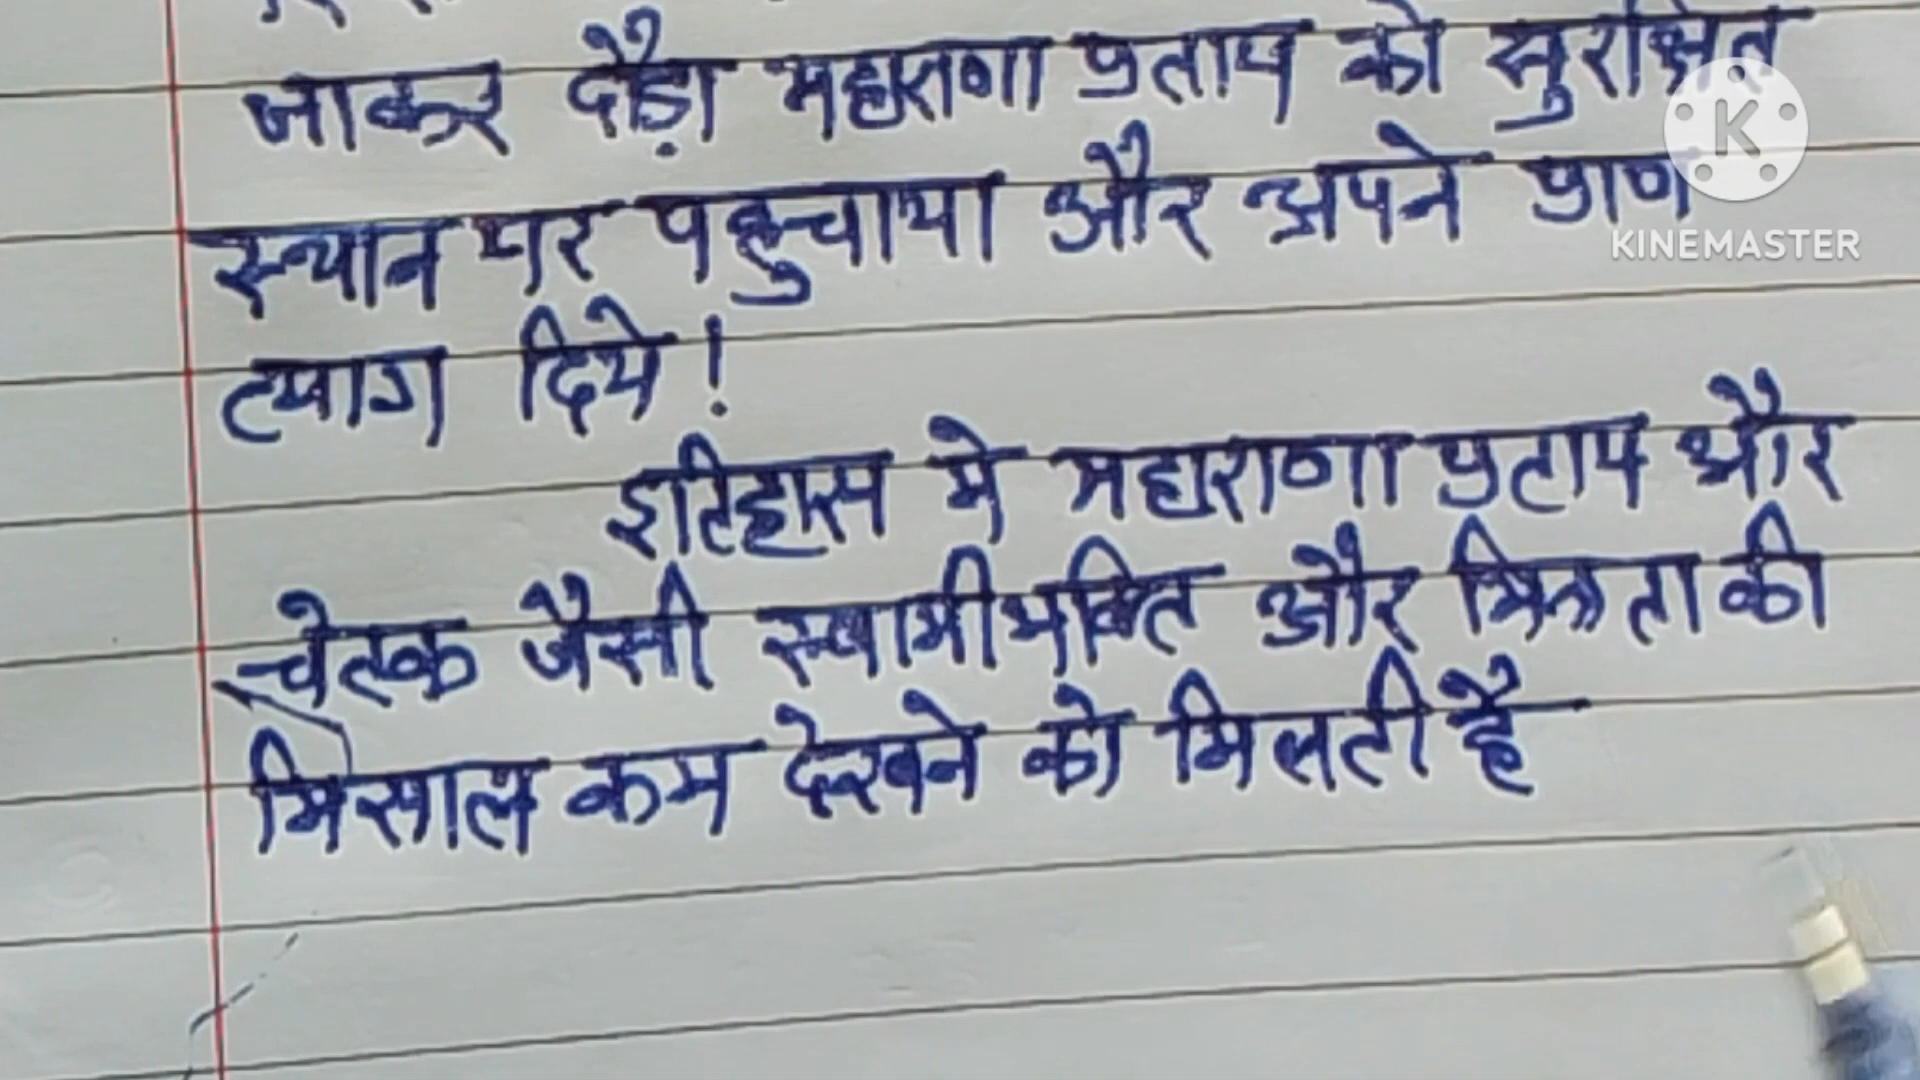 जाकर दौड़ा महाराणा प्रताप को सुरक्षित
स्थान पर पहुचाया और अपने प्राण
त्याग दिये!
इतिहास मे महाराणा प्रटाप और
चेतक जैसी स्वामीभक्ति और मित्रता की
मिसाल कम देखने को मिलती है
K
KINEMASTER